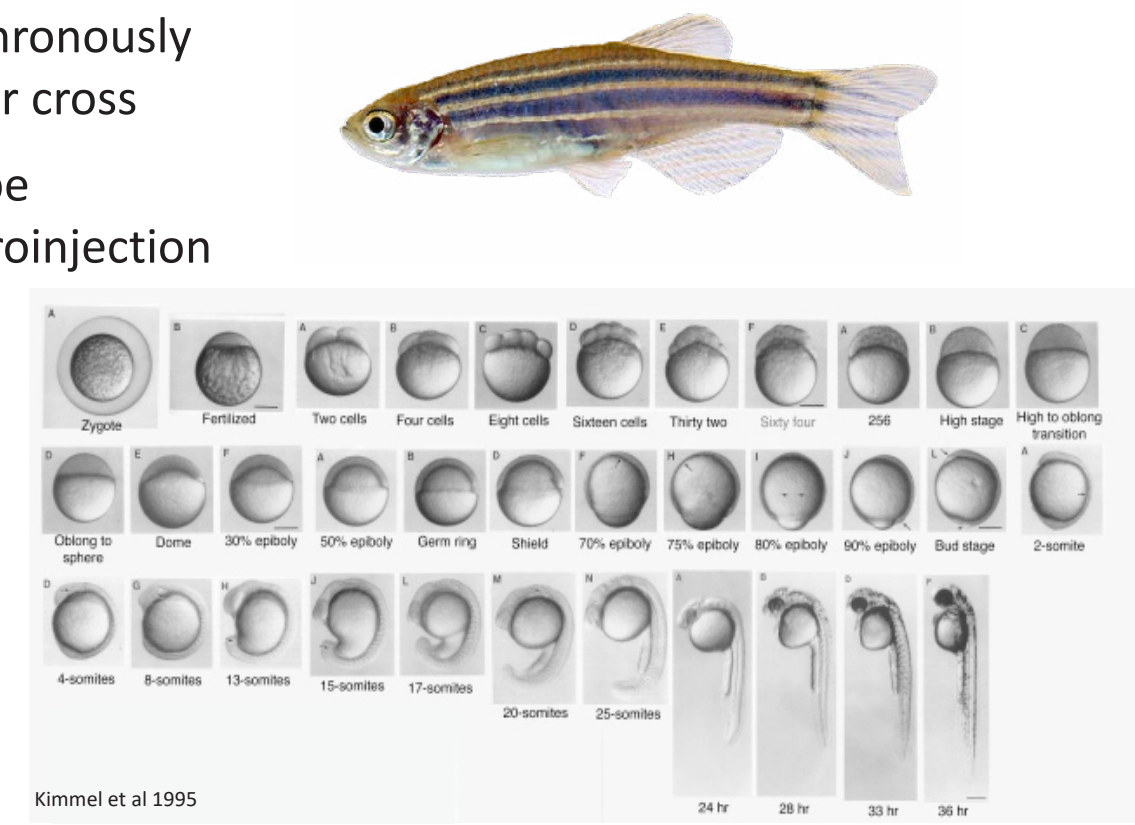 hronously
r cross
be
roinjection
A B A B C D E F A B C
Zygote Fertilized Two cells Four cells Eight cells Sixteen cells Thirty two Sixty four 256 High stage High to oblong
transition
D E F A B D F H I J L A
Oblong to
sphere
Dome 30% epiboly 50% epiboly Germ ring Shield 70% epiboly 75% epiboly 80% epiboly 90% epiboly Bud stage 2-somite
D G H J L M N A B D F
4-somites 8-somites 13-somites 15-somites 17-somites
20-somites 25-somites
24 hr 28 hr 33 hr 36 hr
Kimmel et al 1995